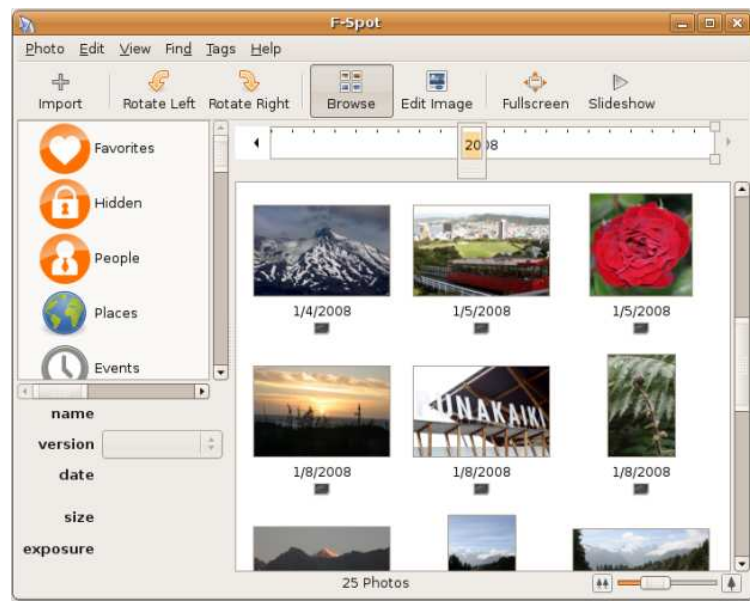 F-Spot
Photo Edit View Find Tags Help
Import Rotate Left Rotate Right Browse Edit Image Fullscreen Slideshow
Favorites
Hidden
People
Places
Events
2008
1/4/2008 1/5/2008 1/5/2008
PUNAKAIKI
1/8/2008 1/8/2008 1/8/2008
name
version
date
size
exposure
25 Photos